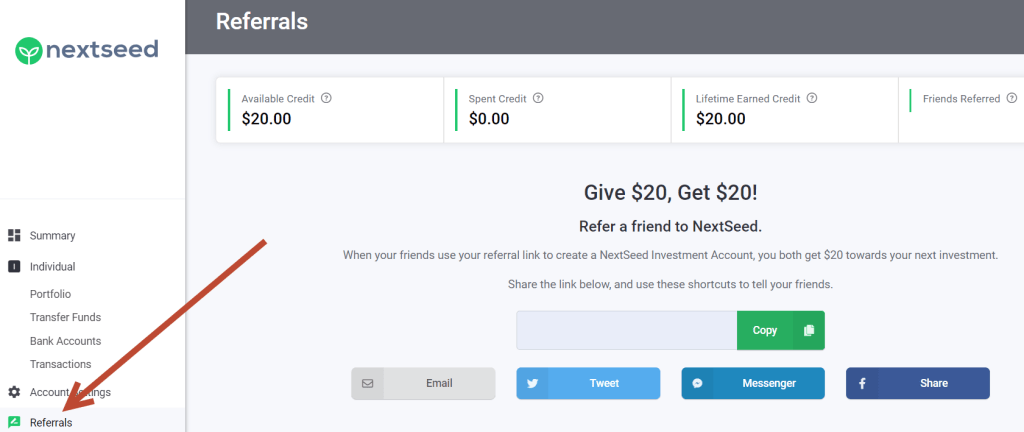 Referrals
nextseed
Available Credit
$20.00
Spent Credit
$0.00
Lifetime Earned Credit
$20.00
Friends Referred
Give $20, Get $20!
Refer a friend to NextSeed.
When your friends use your referral link to create a NextSeed Investment Account, you both get $20 towards your next investment.
Share the link below, and use these shortcuts to tell your friends.
Copy
Email
Tweet
Messenger
Share
Summary
Individual
Portfolio
Transfer Funds
Bank Accounts
Transactions
Account
Referrals